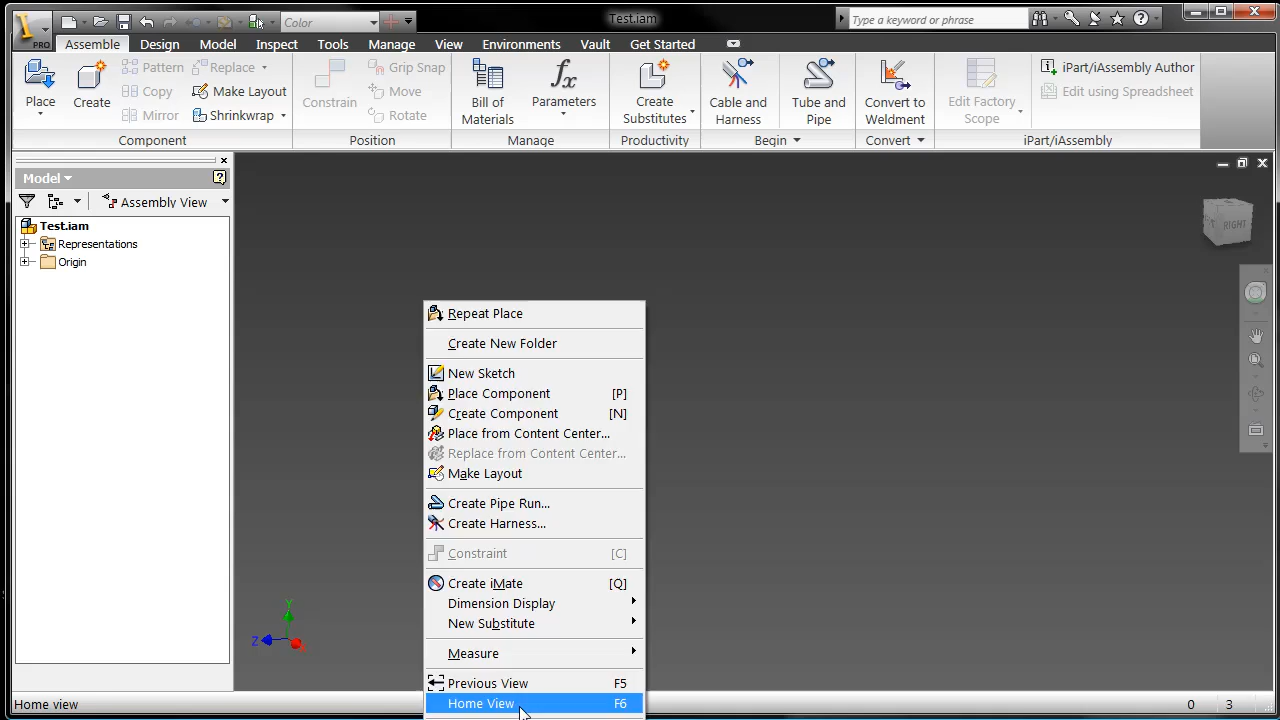 PRO
Color
Test.iam
Type a keyword or phrase
Assemble Design Model Inspect Tools Manage View Environments Vault Get Started
Place
Create
Pattern
Copy
Mirror
Replace
Make Layout
Shrinkwrap
Constrain
Grip Snap
Move
Rotate
Bill of
Materials
fx
Parameters
Create
Substitutes
Cable and
Harness
Tube and
Pipe
Convert to
Weldment
Edit Factory
Scope
iPart/iAssembly Author
Edit using Spreadsheet
Component Position Manage Productivity Begin Convert iPart/iAssembly
Model
Assembly View
Test.iam
Representations
Origin
RIGHT
Repeat Place
Create New Folder
New Sketch
Place Component [P]
Create Component [N]
Place from Content Center...
Replace from Content Center...
Make Layout
Create Pipe Run...
Create Harness...
Constraint [C]
Create iMate [Q]
Dimension Display
New Substitute
Measure
Previous View F5
Home View F6
Y
Z
Home view 0 3